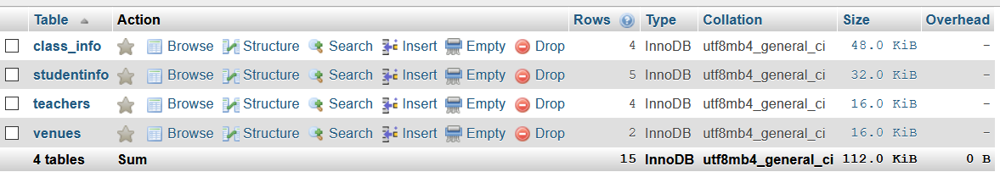 Table Action Rows Type Collation Size Overhead
class_info Browse Structure Search Insert Empty Drop 4 InnoDB utf8mb4_general_ci 48.0 KiB -
studentinfo Browse Structure Search Insert Empty Drop 5 InnoDB utf8mb4_general_ci 32.0 KiB -
teachers Browse Structure Search Insert Empty Drop 4 InnoDB utf8mb4_general_ci 16.0 KiB -
venues Browse Structure Search Insert Empty Drop 2 InnoDB utf8mb4_general_ci 16.0 KiB -
4 tables Sum 15 InnoDB utf8mb4_general_ci 112.0 KiB 0 B